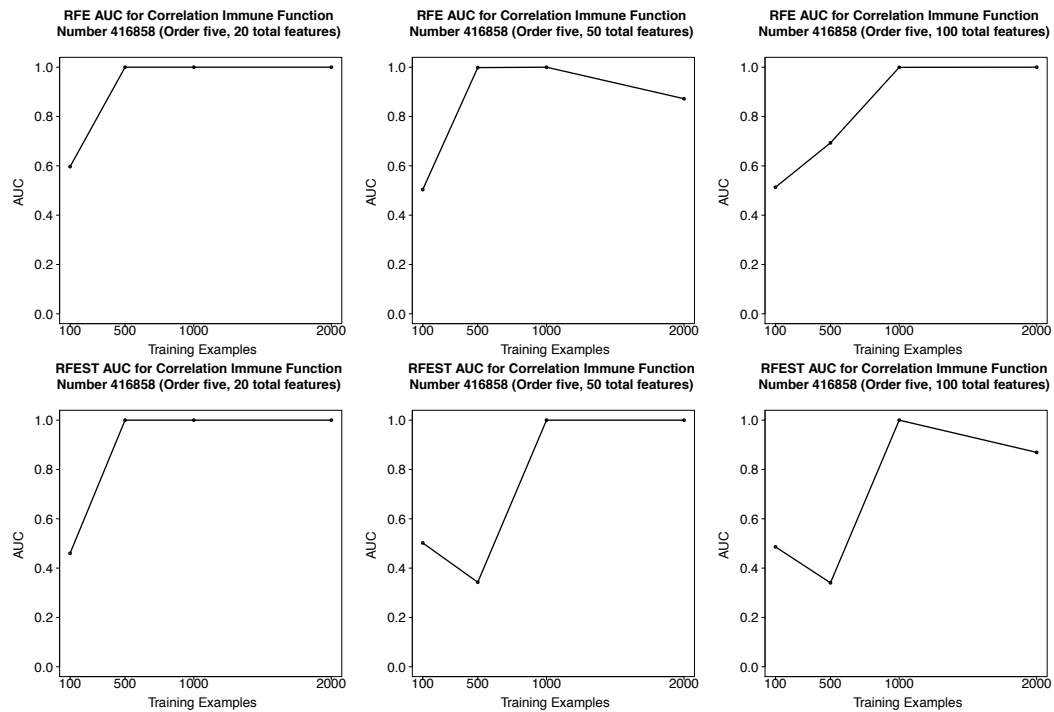 RFE AUC for Correlation Immune Function
Number 416858 (Order five, 20 total features)
1.0
0.8
0.6
0.4
0.2
0.0
AUC
100 500 1000 2000
Training Examples
RFE AUC for Correlation Immune Function
Number 416858 (Order five, 50 total features)
1.0
0.8
0.6
0.4
0.2
0.0
AUC
100 500 1000 2000
Training Examples
RFE AUC for Correlation Immune Function
Number 416858 (Order five, 100 total features)
1.0
0.8
0.6
0.4
0.2
0.0
AUC
100 500 1000 2000
Training Examples
RFEST AUC for Correlation Immune Function
Number 416858 (Order five, 20 total features)
1.0
0.8
0.6
0.4
0.2
0.0
AUC
100 500 1000 2000
Training Examples
RFEST AUC for Correlation Immune Function
Number 416858 (Order five, 50 total features)
1.0
0.8
0.6
0.4
0.2
0.0
AUC
100 500 1000 2000
Training Examples
RFEST AUC for Correlation Immune Function
Number 416858 (Order five, 100 total features)
1.0
0.8
0.6
0.4
0.2
0.0
AUC
100 500 1000 2000
Training Examples